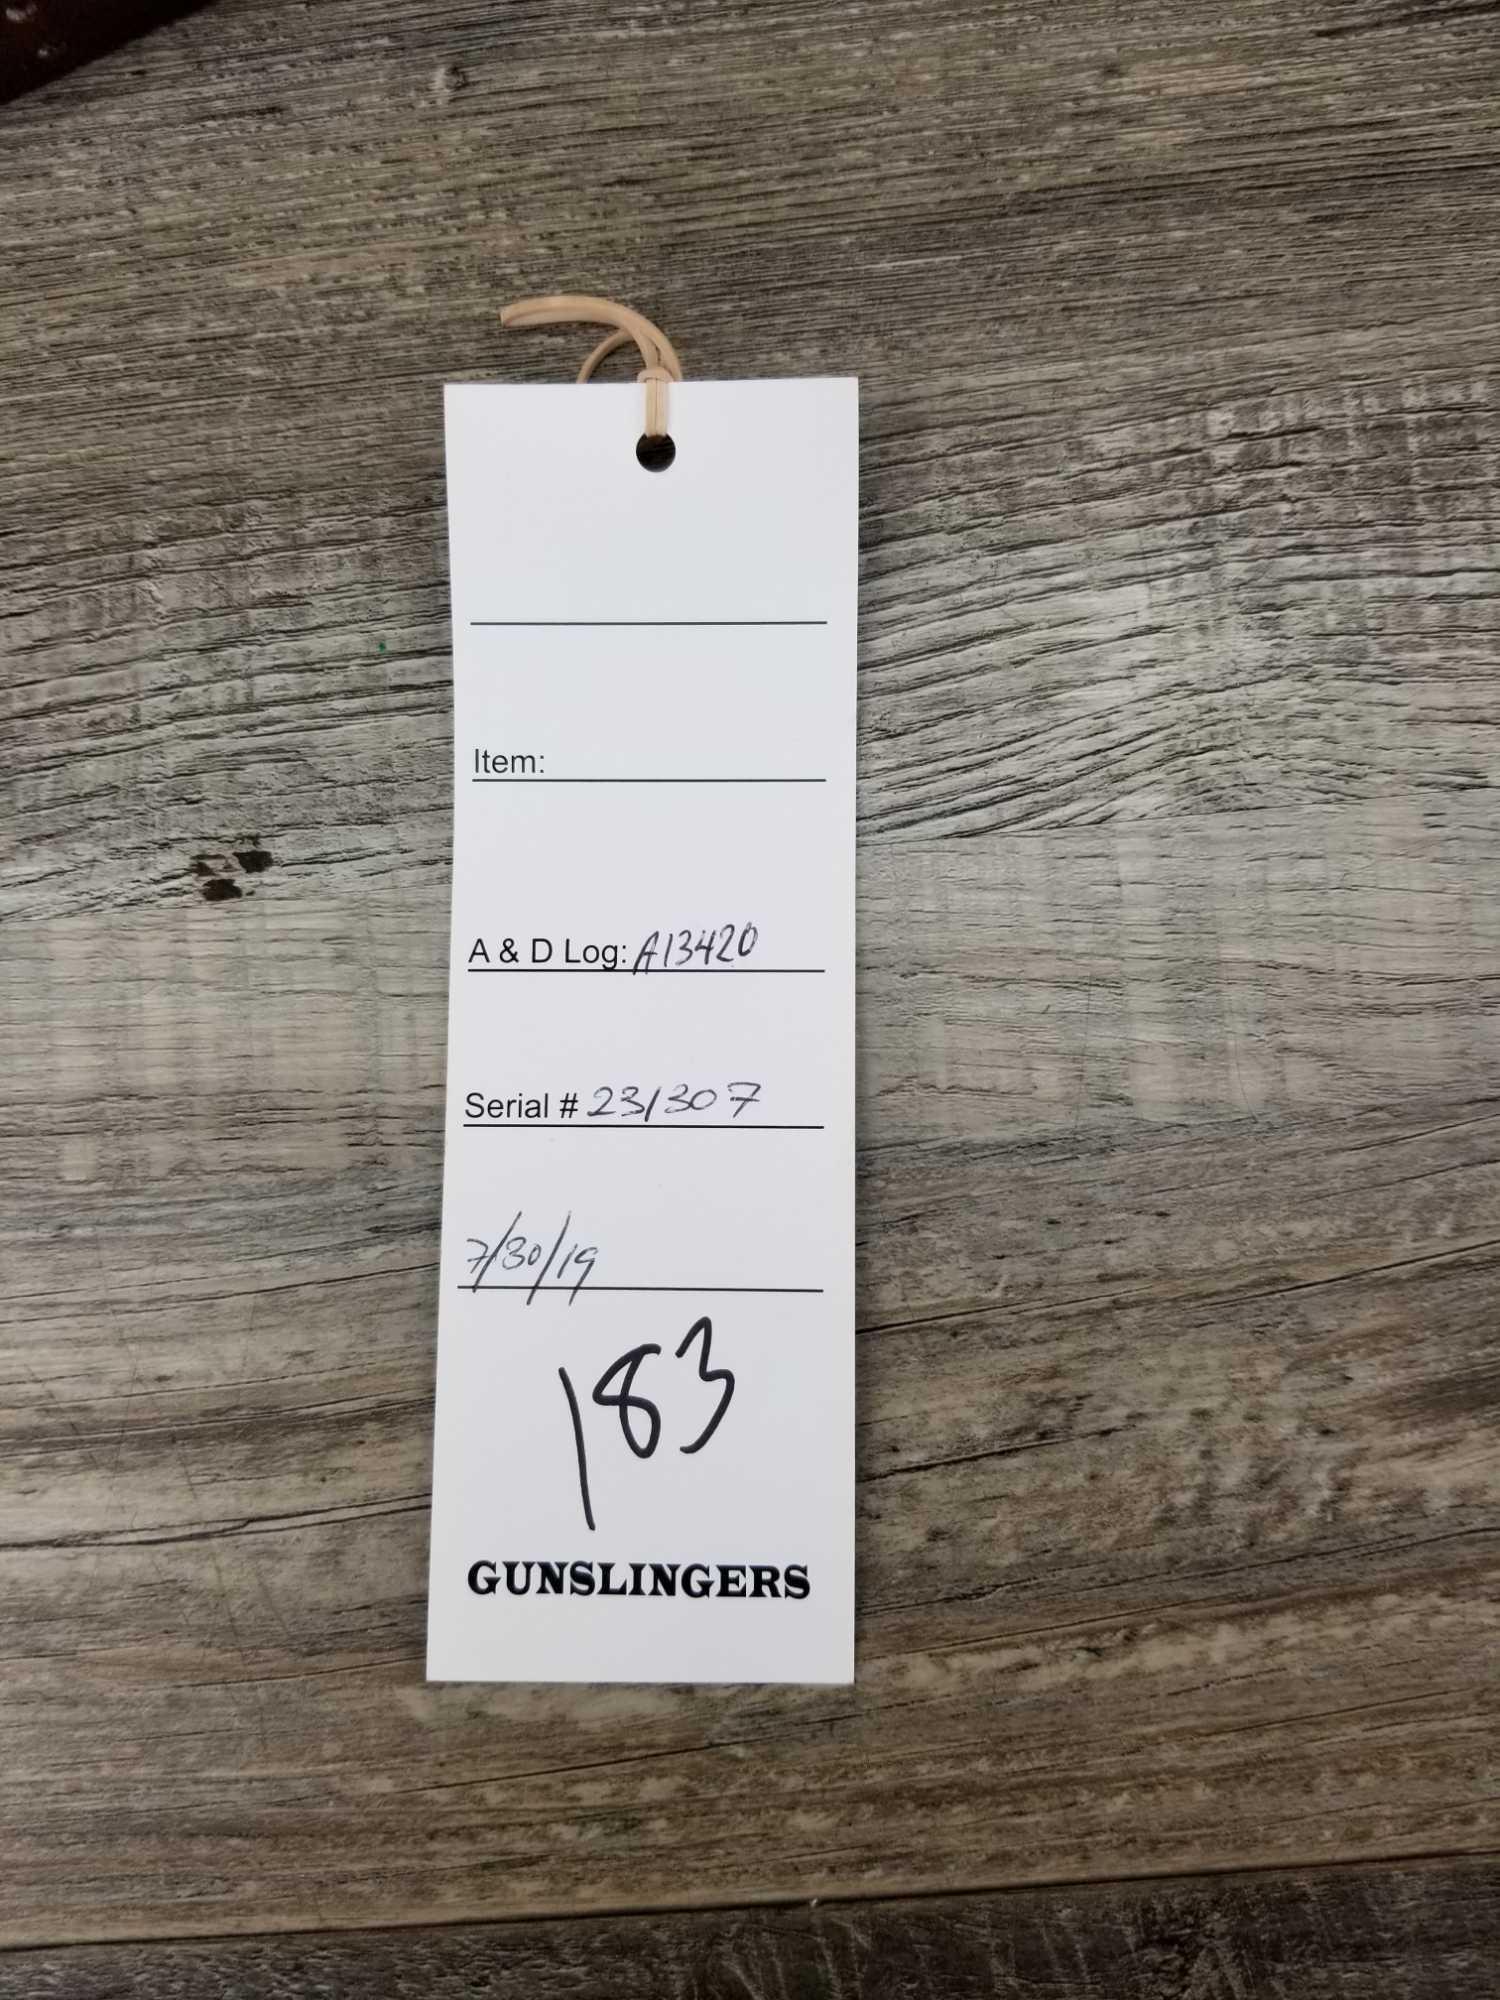 Item:
A & D Log: A13420
Serial # 231307
7/30/19
183
GUNSLINGERS